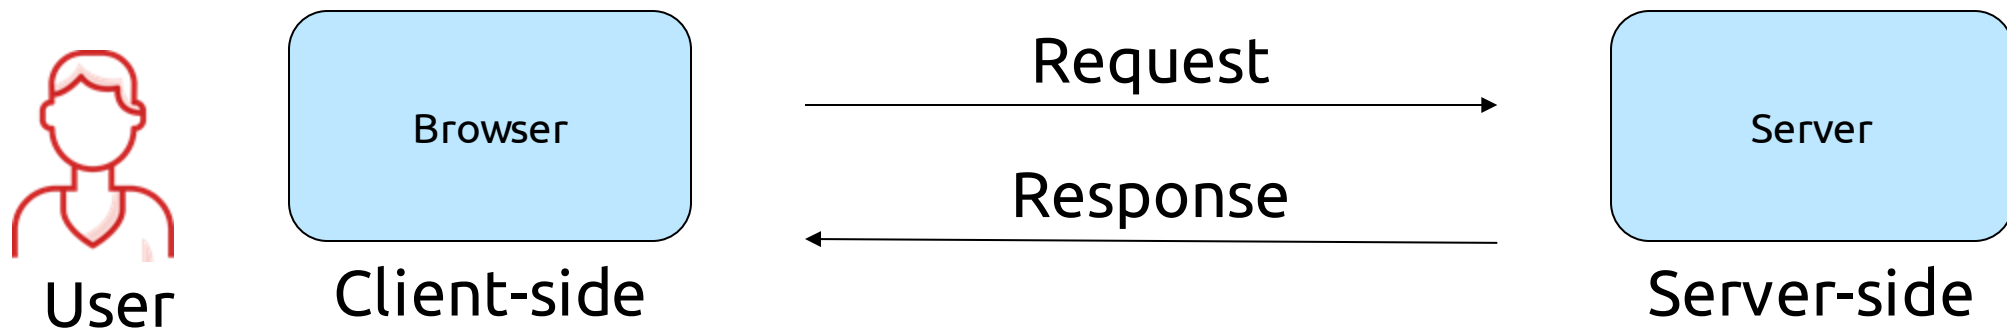 Request
Browser
Server
Response
User
Client-side
Server-side